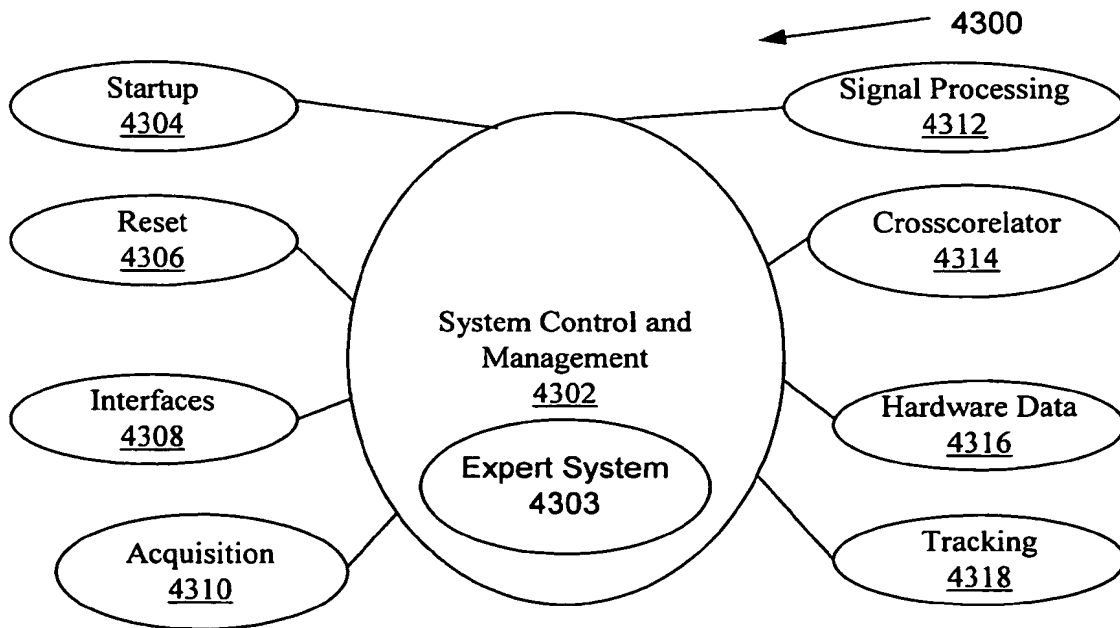 4300
Startup
4304
Signal Processing
4312
Reset
4306
Crosscorelator
4314
System Control and
Management
4302
Interfaces
4308
Hardware Data
4316
Expert System
4303
Acquisition
4310
Tracking
4318